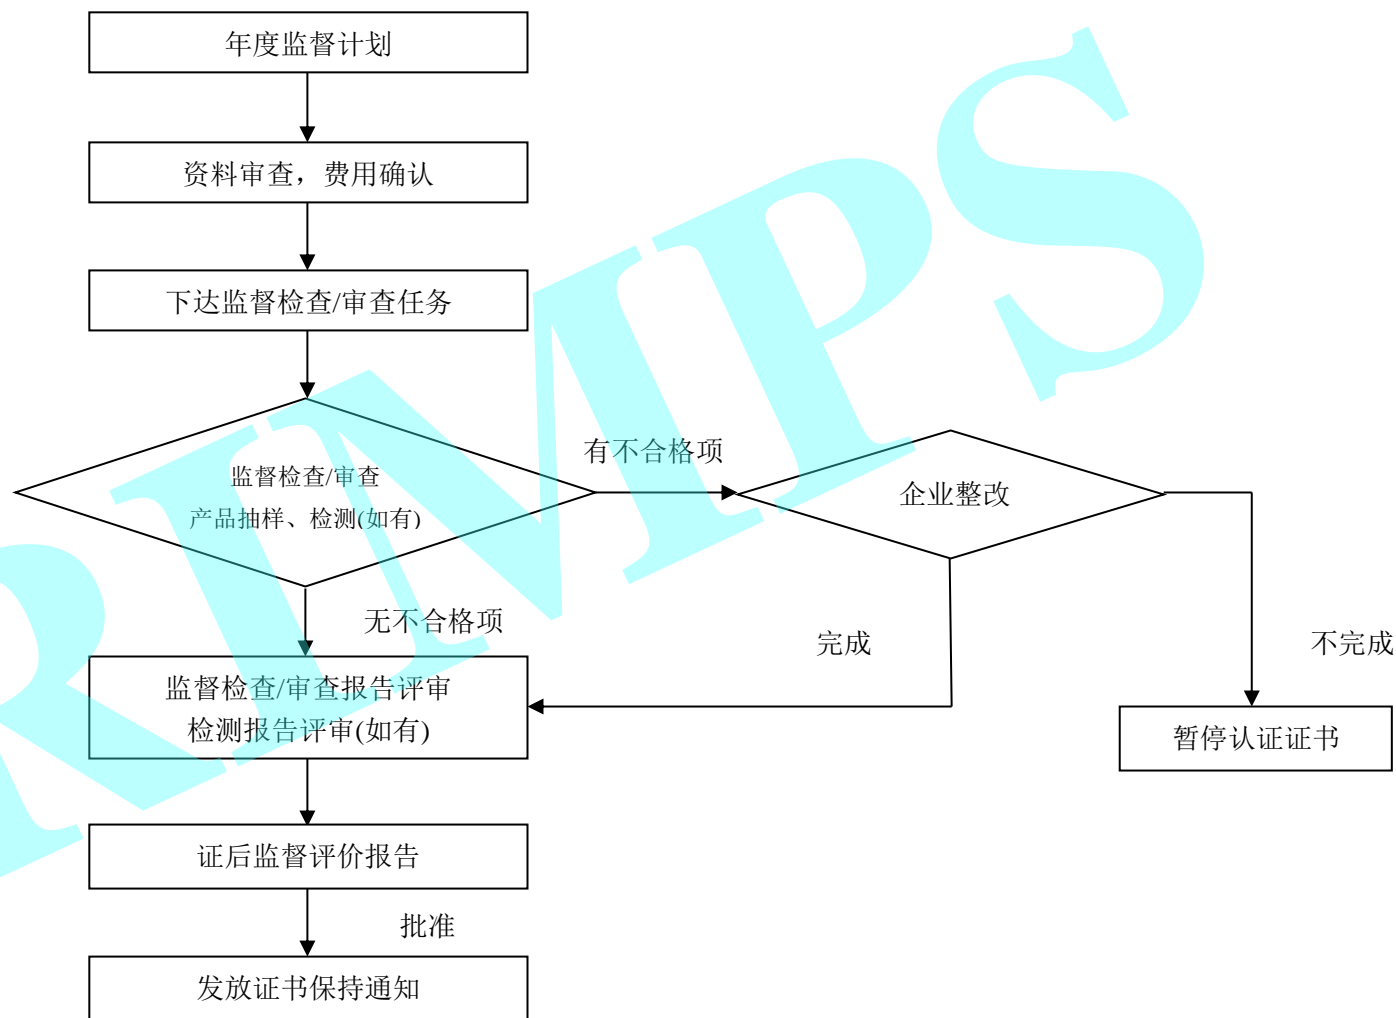 年度监督计划
资料审查，费用确认
下达监督检查/审查任务
监督检查/审查
产品抽样、检测(如有)
有不合格项
企业整改
无不合格项
完成
不完成
监督检查/审查报告评审
检测报告评审(如有)
暂停认证证书
证后监督评价报告
批准
发放证书保持通知
RIMPS